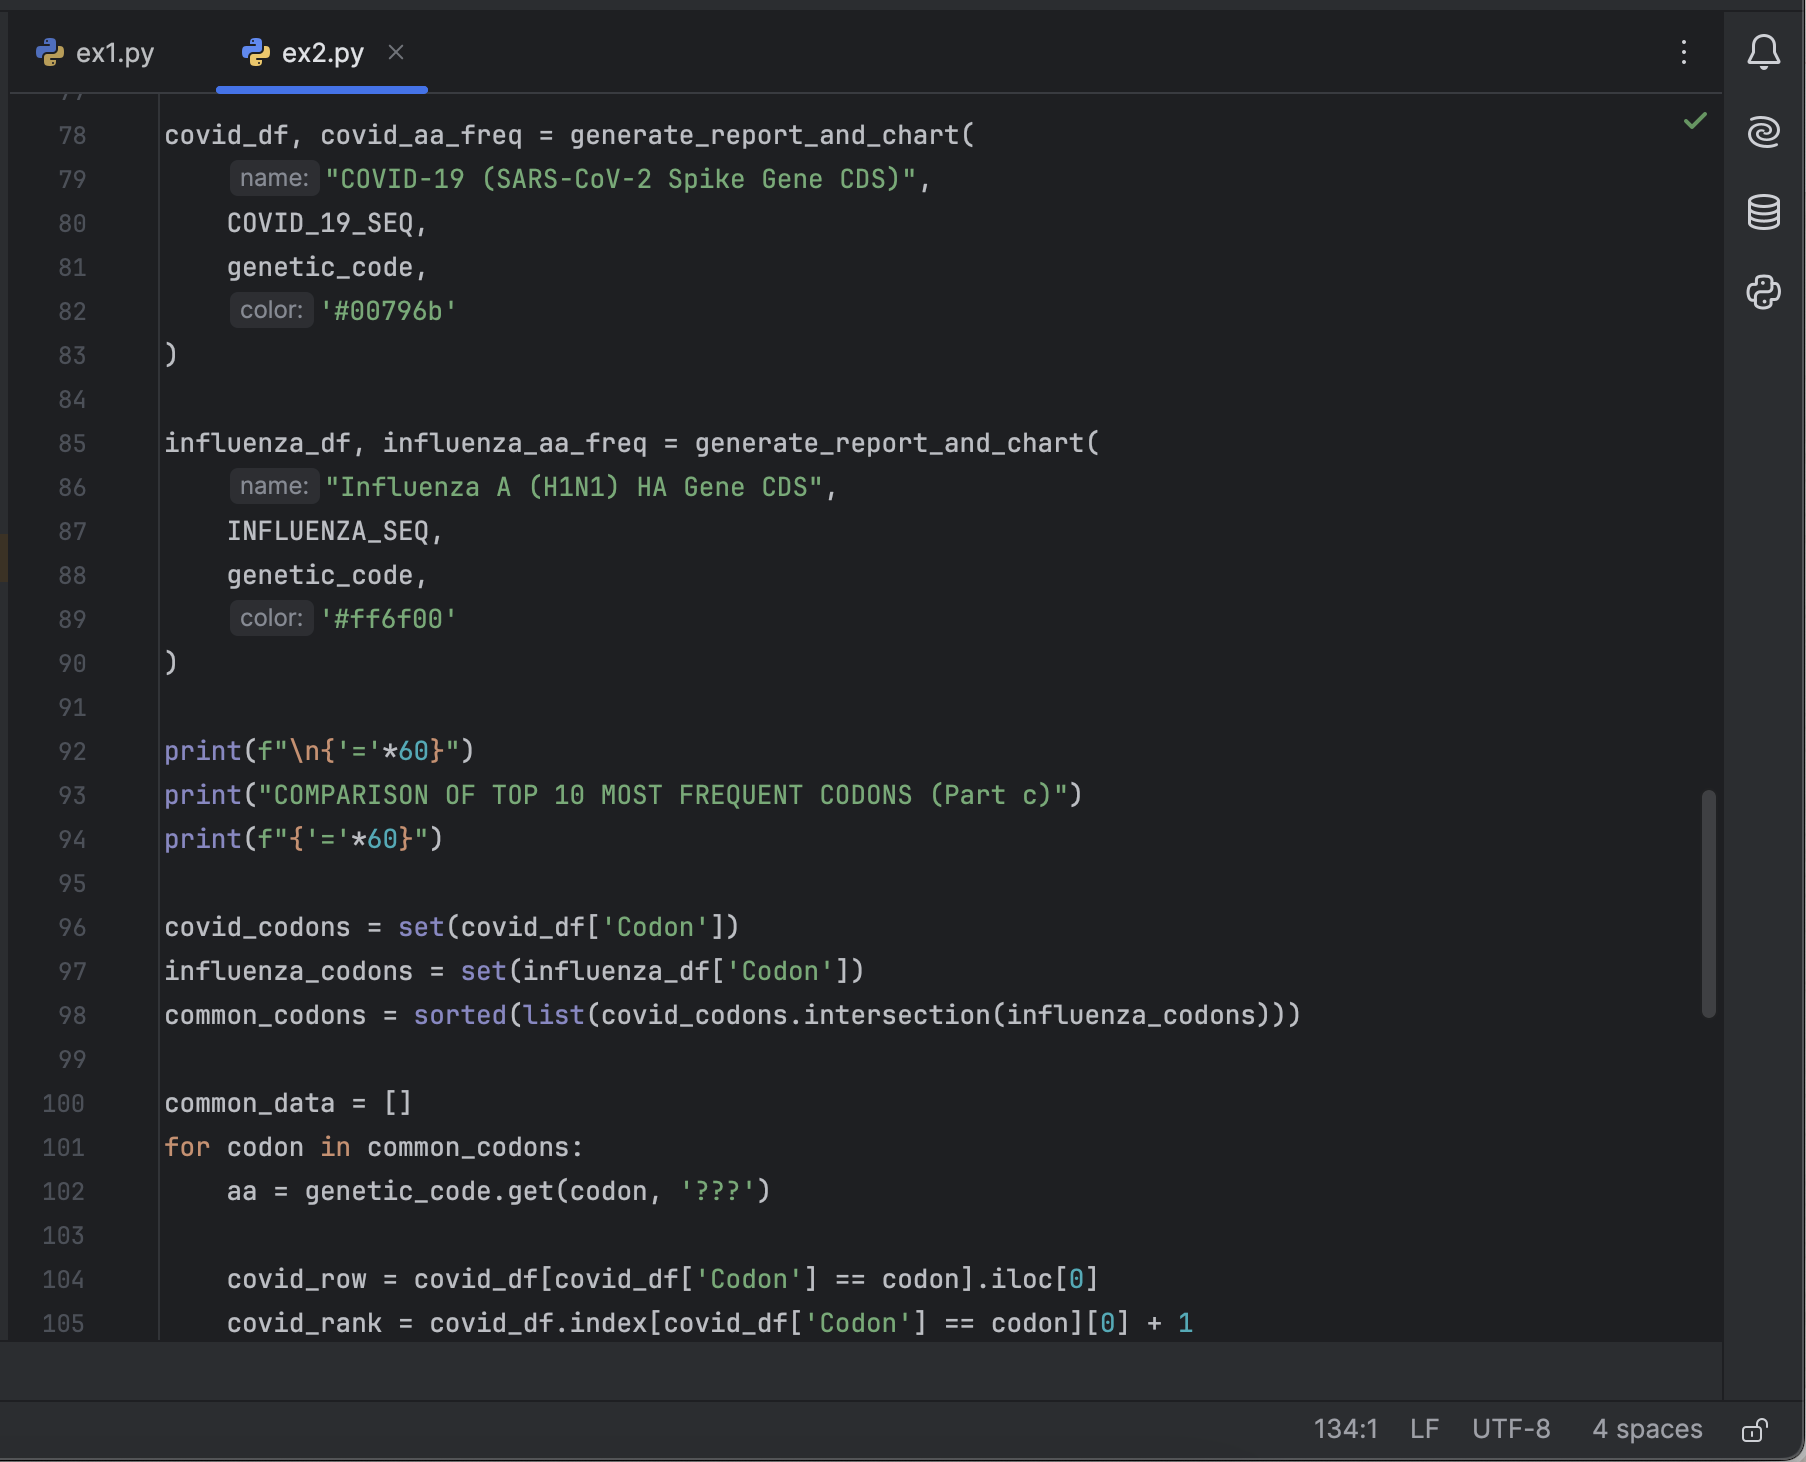 ex1.py
ex2.py
78 covid_df, covid_aa_freq = generate_report_and_chart(
79     name: "COVID-19 (SARS-CoV-2 Spike Gene CDS)",
80     COVID_19_SEQ,
81     genetic_code,
82     color: '#00796b'
83 )
84
85 influenza_df, influenza_aa_freq = generate_report_and_chart(
86     name: "Influenza A (H1N1) HA Gene CDS",
87     INFLUENZA_SEQ,
88     genetic_code,
89     color: '#ff6f00'
90 )
91
92 print(f"\n{'='*60}")
93 print("COMPARISON OF TOP 10 MOST FREQUENT CODONS (Part c)")
94 print(f"{'='*60}")
95
96 covid_codons = set(covid_df['Codon'])
97 influenza_codons = set(influenza_df['Codon'])
98 common_codons = sorted(list(covid_codons.intersection(influenza_codons)))
99
100 common_data = []
101 for codon in common_codons:
102     aa = genetic_code.get(codon, '???')
103
104     covid_row = covid_df[covid_df['Codon'] == codon].iloc[0]
105     covid_rank = covid_df.index[covid_df['Codon'] == codon][0] + 1
134:1 LF UTF-8 4 spaces